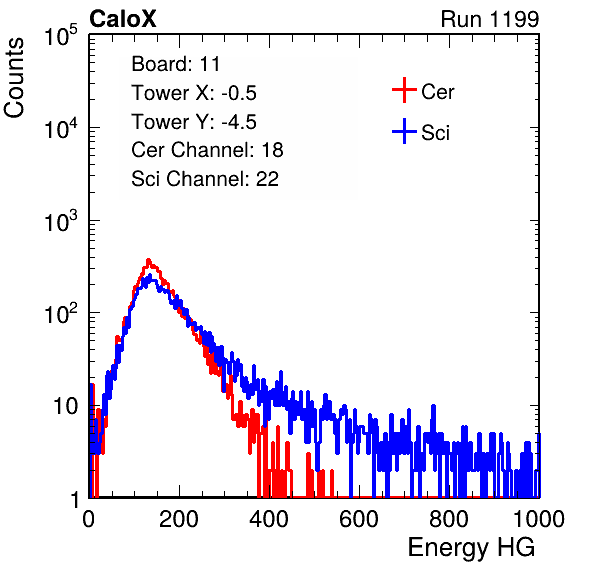 CaloX Run 1199
Counts
Board: 11
Tower X: -0.5
Tower Y: -4.5
Cer Channel: 18
Sci Channel: 22
Cer
Sci
10^5
10^4
10^3
10^2
10
1
0 200 400 600 800 1000
Energy HG